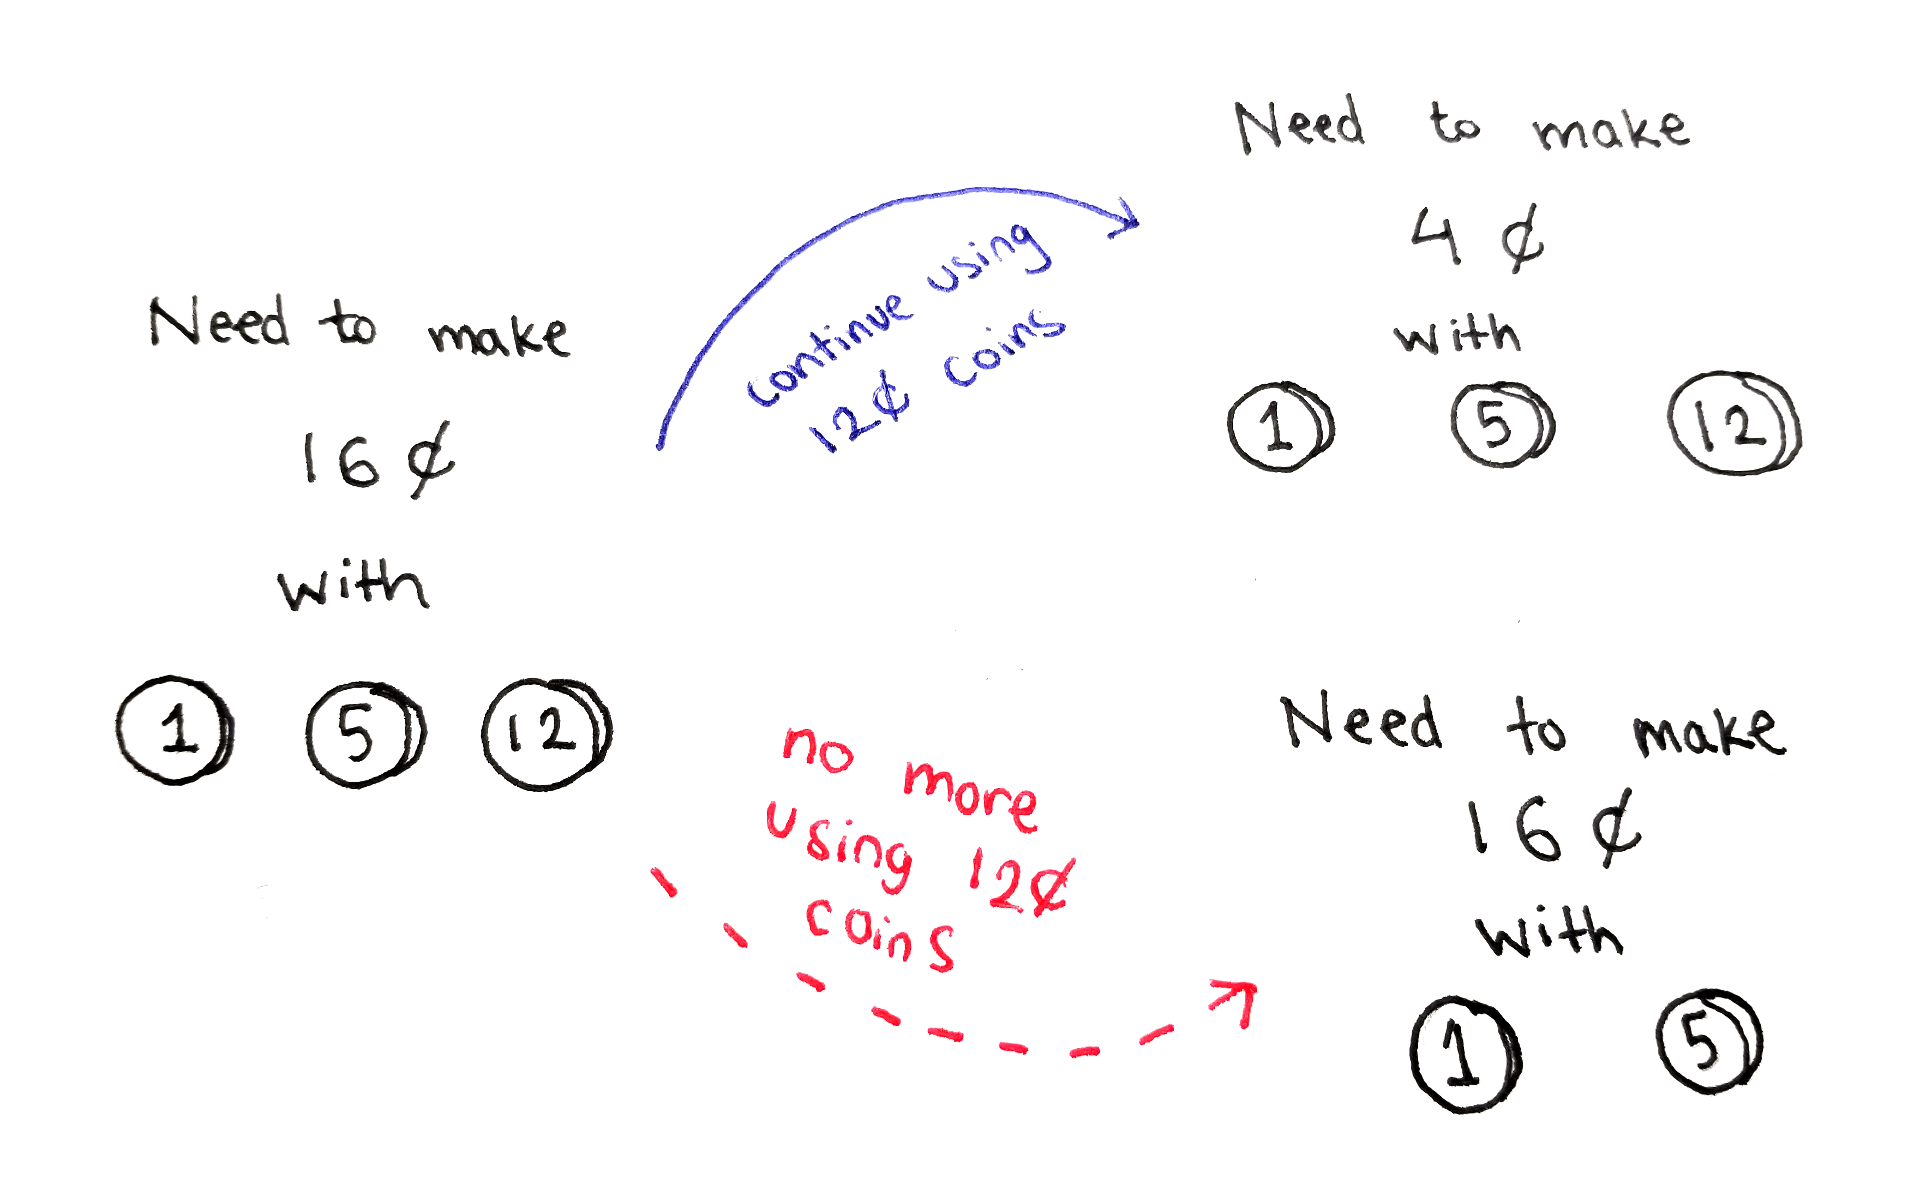 Need to make
16 ¢
with
1 5 12
continue using
12¢ coins
Need to make
4 ¢
with
1 5 12
no more
using 12¢
coins
Need to make
16 ¢
with
1 5